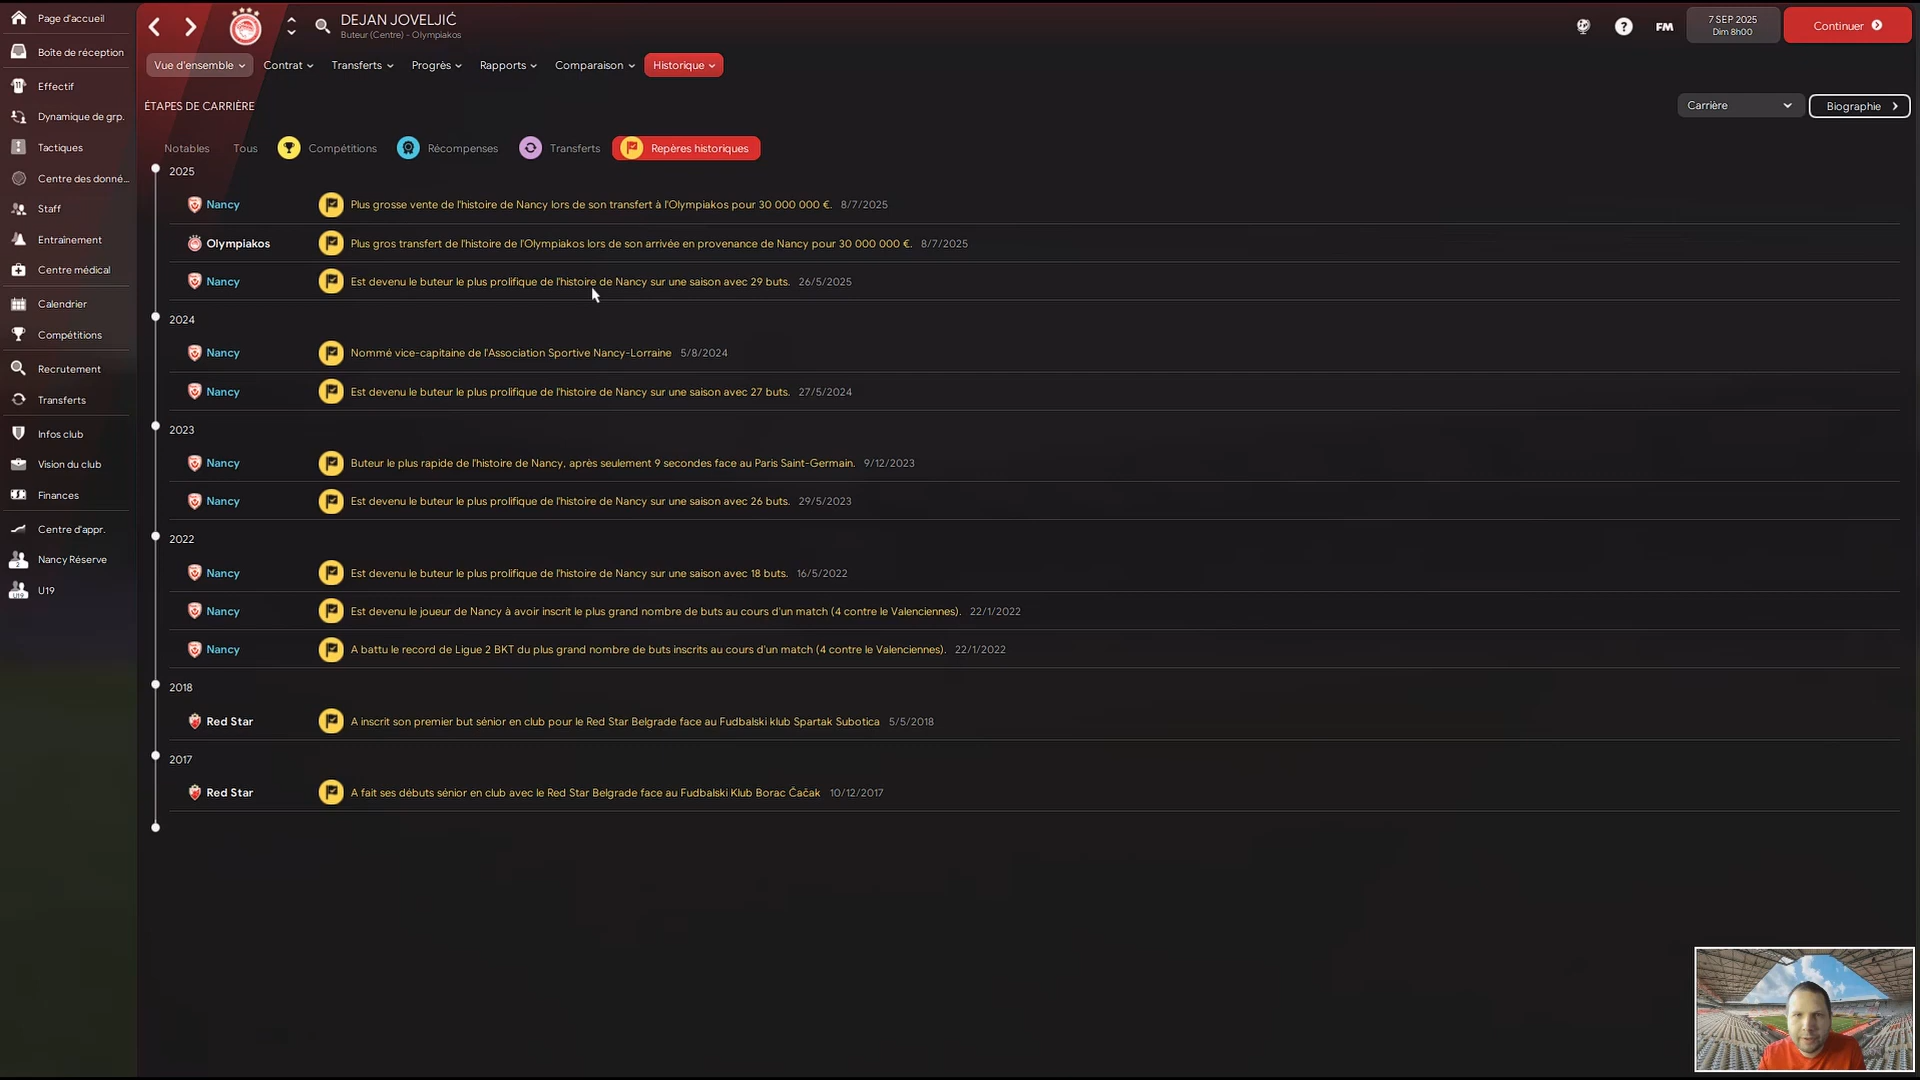 Page d'accueil
Boîte de réception
Effectif
Dynamique de grp.
Tactiques
Centre des donné...
Staff
Entraînement
Centre médical
Calendrier
Compétitions
Recrutement
Transferts
Infos club
Vision du club
Finances
Centre d'appr.
Nancy Réserve
U19
DEJAN JOVELJIĆ
Buteur (Centre) - Olympiakos
FM
7 SEP 2025
Dim 8h00
Continuer
Vue d'ensemble Contrat Transferts Progrès Rapports Comparaison Historique
ÉTAPES DE CARRIÈRE
Carrière
Biographie
Notables Tous Compétitions Récompenses Transferts Repères historiques
2025
Nancy Plus grosse vente de l'histoire de Nancy lors de son transfert à l'Olympiakos pour 30 000 000 €. 8/7/2025
Olympiakos Plus gros transfert de l'histoire de l'Olympiakos lors de son arrivée en provenance de Nancy pour 30 000 000 €. 8/7/2025
Nancy Est devenu le buteur le plus prolifique de l'histoire de Nancy sur une saison avec 29 buts. 26/5/2025
2024
Nancy Nommé vice-capitaine de l'Association Sportive Nancy-Lorraine 5/8/2024
Nancy Est devenu le buteur le plus prolifique de l'histoire de Nancy sur une saison avec 27 buts. 27/5/2024
2023
Nancy Buteur le plus rapide de l'histoire de Nancy, après seulement 9 secondes face au Paris Saint-Germain. 9/12/2023
Nancy Est devenu le buteur le plus prolifique de l'histoire de Nancy sur une saison avec 26 buts. 29/5/2023
2022
Nancy Est devenu le buteur le plus prolifique de l'histoire de Nancy sur une saison avec 18 buts. 16/5/2022
Nancy Est devenu le joueur de Nancy à avoir inscrit le plus grand nombre de buts au cours d'un match (4 contre le Valenciennes). 22/1/2022
Nancy A battu le record de Ligue 2 BKT du plus grand nombre de buts inscrits au cours d'un match (4 contre le Valenciennes). 22/1/2022
2018
Red Star A inscrit son premier but sénior en club pour le Red Star Belgrade face au Fudbalski klub Spartak Subotica 5/5/2018
2017
Red Star A fait ses débuts sénior en club avec le Red Star Belgrade face au Fudbalski Klub Borac Čačak 10/12/2017